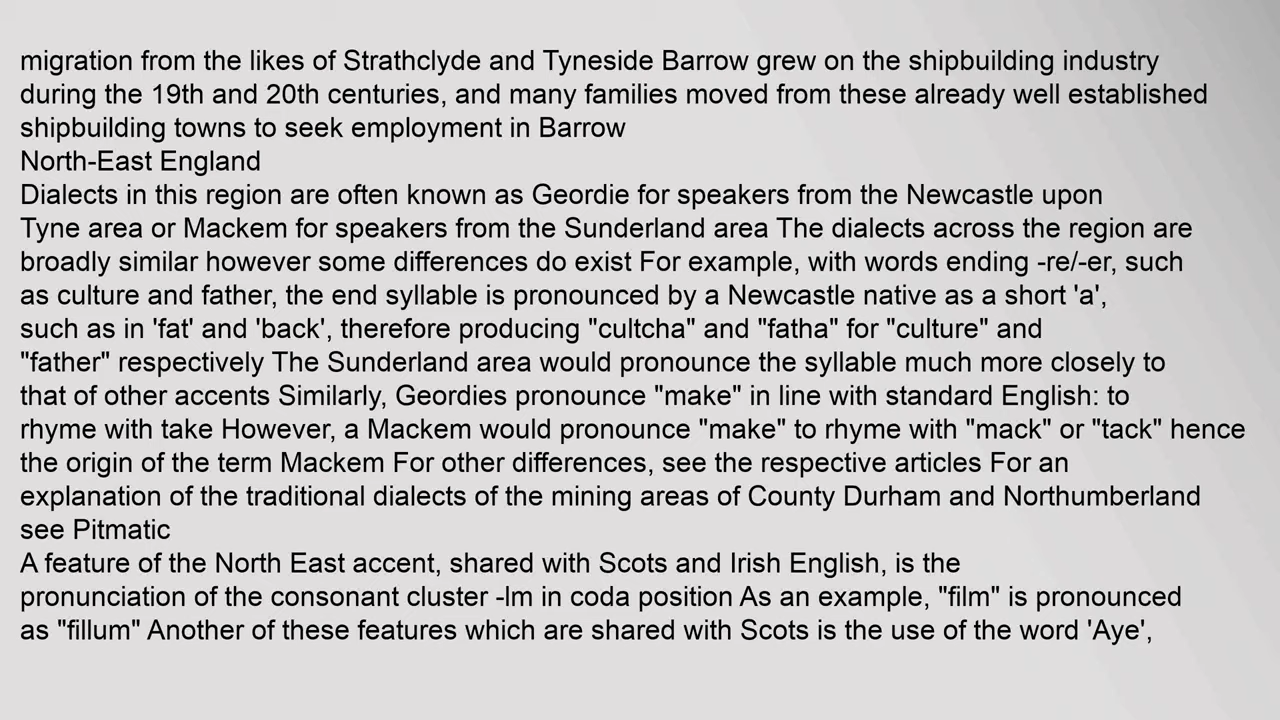 migration from the likes of Strathclyde and Tyneside Barrow grew on the shipbuilding industry
during the 19th and 20th centuries, and many families moved from these already well established
shipbuilding towns to seek employment in Barrow
North-East England
Dialects in this region are often known as Geordie for speakers from the Newcastle upon
Tyne area or Mackem for speakers from the Sunderland area The dialects across the region are
broadly similar however some differences do exist For example, with words ending -re/-er, such
as culture and father, the end syllable is pronounced by a Newcastle native as a short 'a',
such as in 'fat' and 'back', therefore producing "cultcha" and "fatha" for "culture" and
"father" respectively The Sunderland area would pronounce the syllable much more closely to
that of other accents Similarly, Geordies pronounce "make" in line with standard English: to
rhyme with take However, a Mackem would pronounce "make" to rhyme with "mack" or "tack" hence
the origin of the term Mackem For other differences, see the respective articles For an
explanation of the traditional dialects of the mining areas of County Durham and Northumberland
see Pitmatic
A feature of the North East accent, shared with Scots and Irish English, is the
pronunciation of the consonant cluster -lm in coda position As an example, "film" is pronounced
as "fillum" Another of these features which are shared with Scots is the use of the word 'Aye',